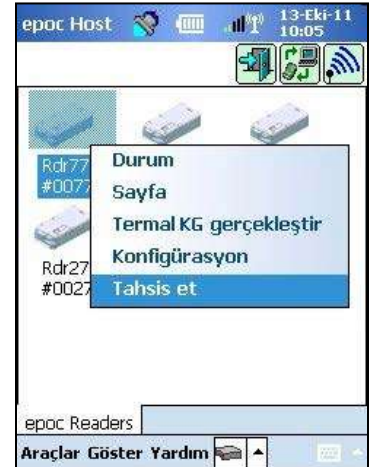 epoc Host
13-Eki-11
10:05
Rdr77
#0077
Durum
Sayfa
Termal KG gerçekleştir
Konfigürasyon
Tahsis et
Rdr27
#0027
epoc Readers
Araçlar Göster Yardım